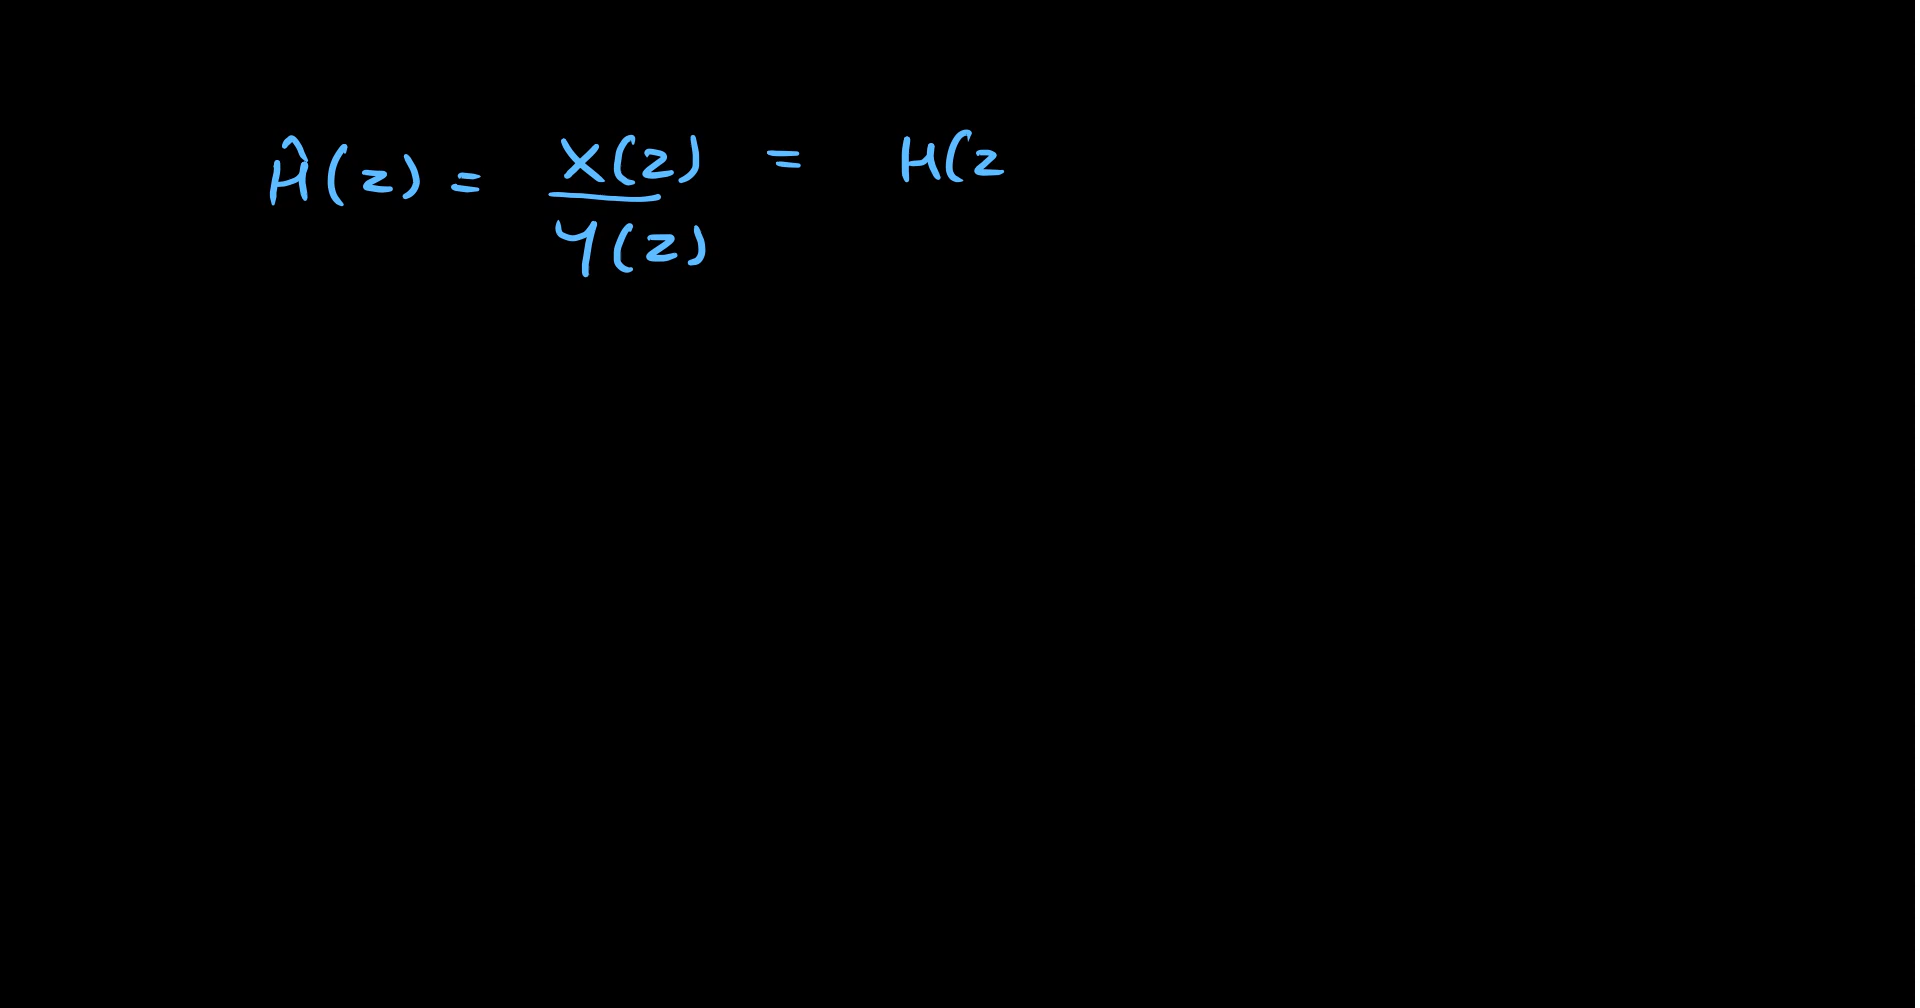 Ĥ(z) = X(z)/Y(z) = H(z